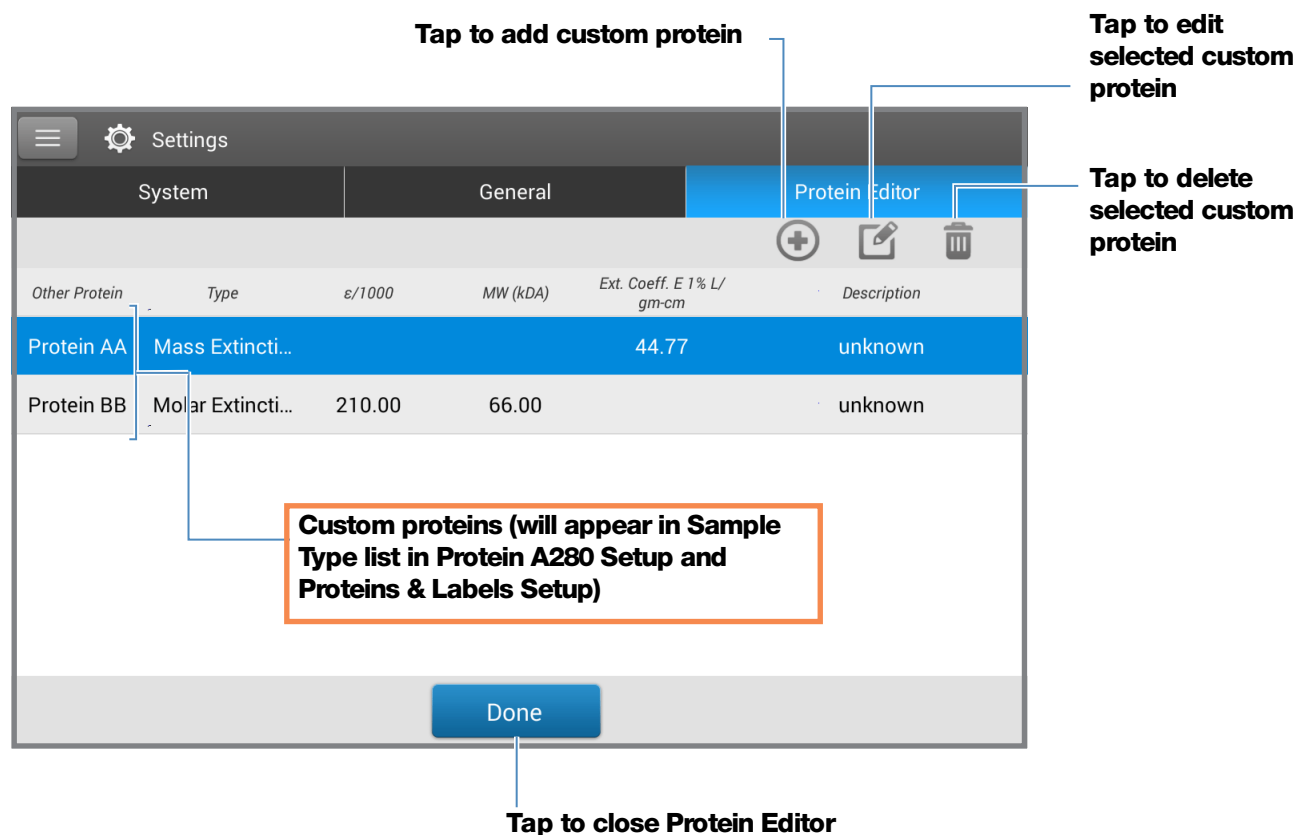 Tap to add custom protein
Tap to edit
selected custom
protein
Settings
System General Protein Editor
Tap to delete
selected custom
protein
Other Protein Type ε/1000 MW (kDA) Ext. Coeff. E 1% L/
gm-cm Description
Protein AA Mass Extincti... 44.77 unknown
Protein BB Molar Extincti... 210.00 66.00 unknown
Custom proteins (will appear in Sample
Type list in Protein A280 Setup and
Proteins & Labels Setup)
Done
Tap to close Protein Editor